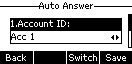 Auto Answer
1.Account ID:
Acc 1
Back Switch Save